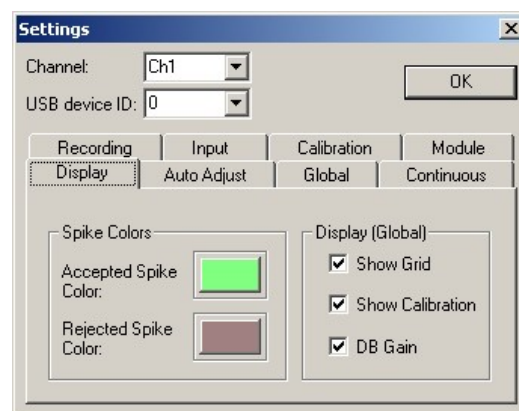 Settings
Channel: Ch1
OK
USB device ID: 0
Recording Input Calibration Module
Display Auto Adjust Global Continuous
Spike Colors
Accepted Spike
Color:
Rejected Spike
Color:
Display (Global)
Show Grid
Show Calibration
DB Gain